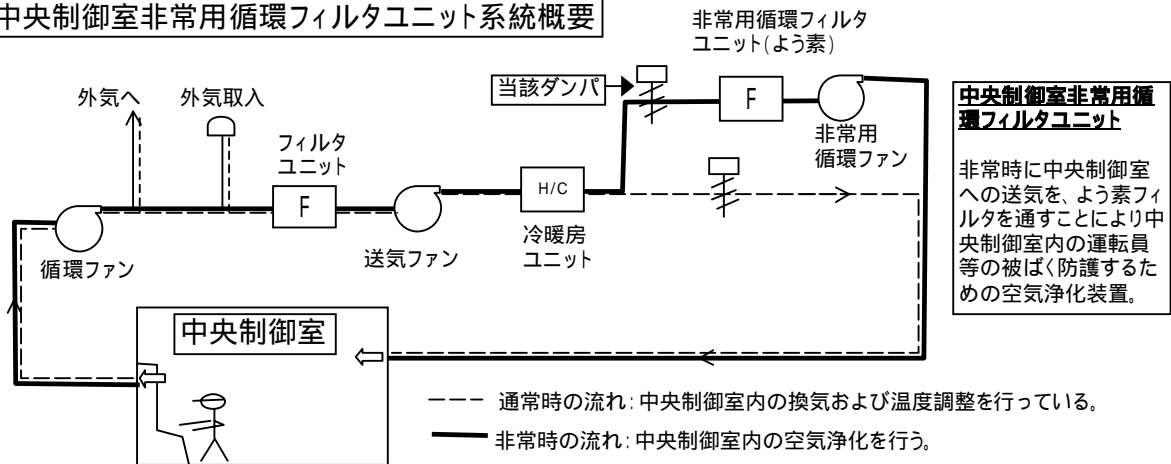 中央制御室非常用循環フィルタユニット系統概要
非常用循環フィルタ
ユニット(よう素)
当該ダンパ
F
非常用
循環ファン
外気へ
外気取入
フィルタ
ユニット
F
H/C
冷暖房
ユニット
送気ファン
循環ファン
中央制御室
中央制御室非常用循
環フィルタユニット
非常時に中央制御室
への送気を、よう素フィ
ルタを通すことにより中
央制御室内の運転員
等の被ばく防護するた
めの空気浄化装置。
通常時の流れ:中央制御室内の換気および温度調整を行っている。
非常時の流れ:中央制御室内の空気浄化を行う。